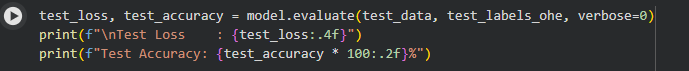 test_loss, test_accuracy = model.evaluate(test_data, test_labels_ohe, verbose=0)
print(f"\nTest Loss    : {test_loss:.4f}")
print(f"Test Accuracy: {test_accuracy * 100:.2f}%")